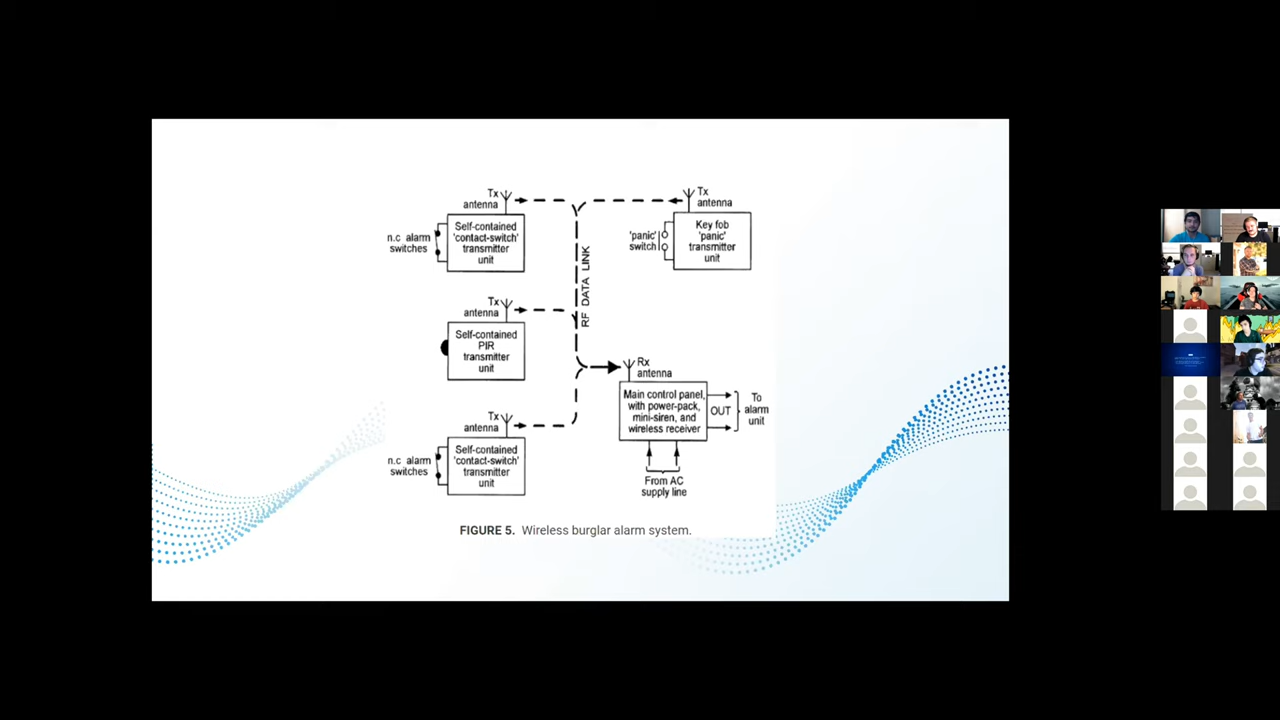 Tx
antenna
n.c alarm
switches
Self-contained
'contact-switch'
transmitter
unit
Tx
antenna
'panic'
switch
Key fob
'panic'
transmitter
unit
RF DATA LINK
Tx
antenna
Self-contained
PIR
transmitter
unit
Rx
antenna
Main control panel,
with power-pack,
mini-siren, and
wireless receiver
OUT
To
alarm
unit
From AC
supply line
Tx
antenna
n.c alarm
switches
Self-contained
'contact-switch'
transmitter
unit
FIGURE 5. Wireless burglar alarm system.